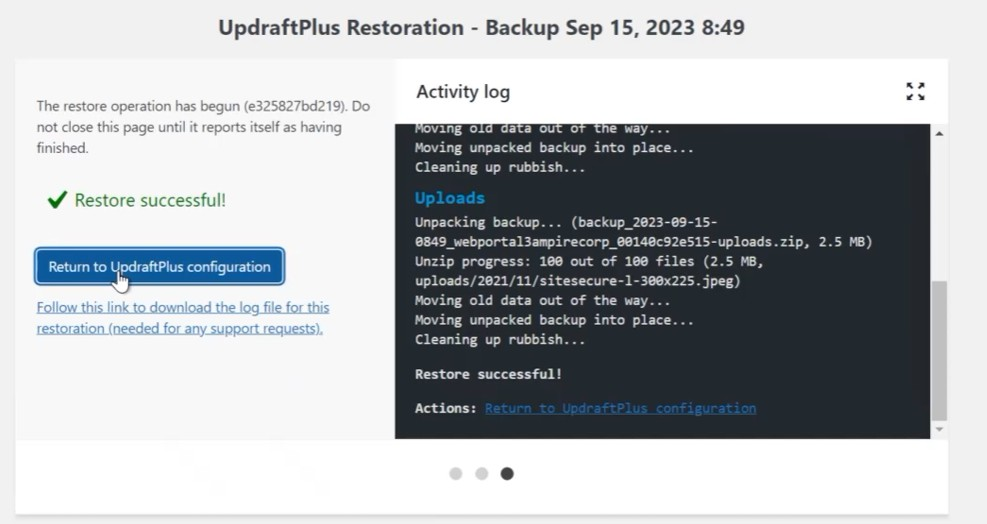 UpdraftPlus Restoration - Backup Sep 15, 2023 8:49
The restore operation has begun (e325827bd219). Do
not close this page until it reports itself as having
finished.
Restore successful!
Return to UpdraftPlus configuration
Follow this link to download the log file for this
restoration (needed for any support requests).
Activity log
Moving old data out of the way...
Moving unpacked backup into place...
Cleaning up rubbish...
Uploads
Unpacking backup... (backup_2023-09-15-
0849_webportal3ampirecorp_00140c92e515-uploads.zip, 2.5 MB)
Unzip progress: 100 out of 100 files (2.5 MB,
uploads/2021/11/sitesecure-l-300x225.jpeg)
Moving old data out of the way...
Moving unpacked backup into place...
Cleaning up rubbish...
Restore successful!
Actions: Return to UpdraftPlus configuration